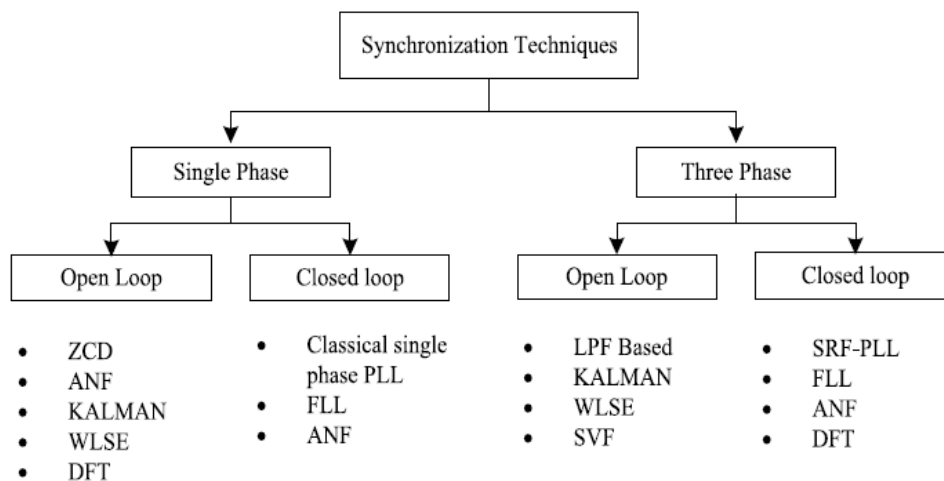 Synchronization Techniques
Single Phase
Three Phase
Open Loop
Closed loop
Open Loop
Closed loop
• ZCD
• ANF
• KALMAN
• WLSE
• DFT
• Classical single
phase PLL
• FLL
• ANF
• LPF Based
• KALMAN
• WLSE
• SVF
• SRF-PLL
• FLL
• ANF
• DFT